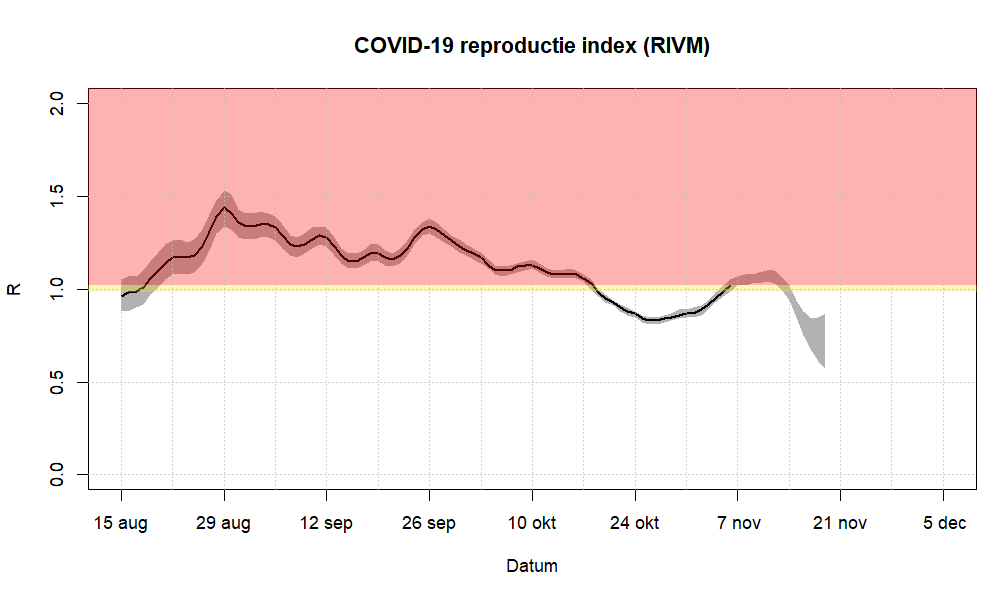 COVID-19 reproductie index (RIVM)
2.0
1.5
1.0
0.5
0.0
R
15 aug 29 aug 12 sep 26 sep 10 okt 24 okt 7 nov 21 nov 5 dec
Datum